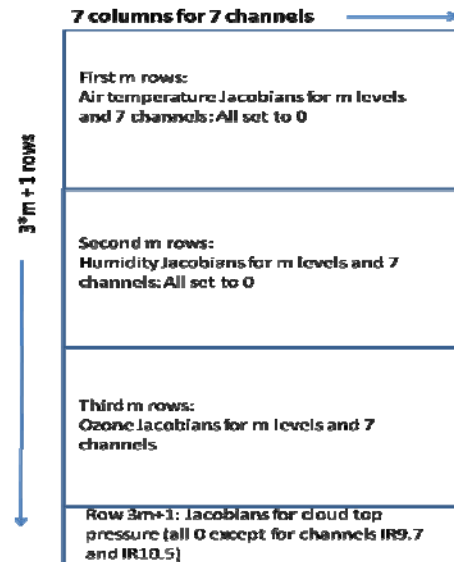 7 columns for 7 channels
3*m + 1 rows
First m rows:
Air temperature Jacobians for m levels
and 7 channels: All set to 0
Second m rows:
Humidity Jacobians for m levels and 7
channels: All set to 0
Third m rows:
Ozone Jacobians for m levels and 7
channels
Row 3m+1: Jacobians for cloud top
pressure (all 0 except for channels IR9.7
and IR10.5)